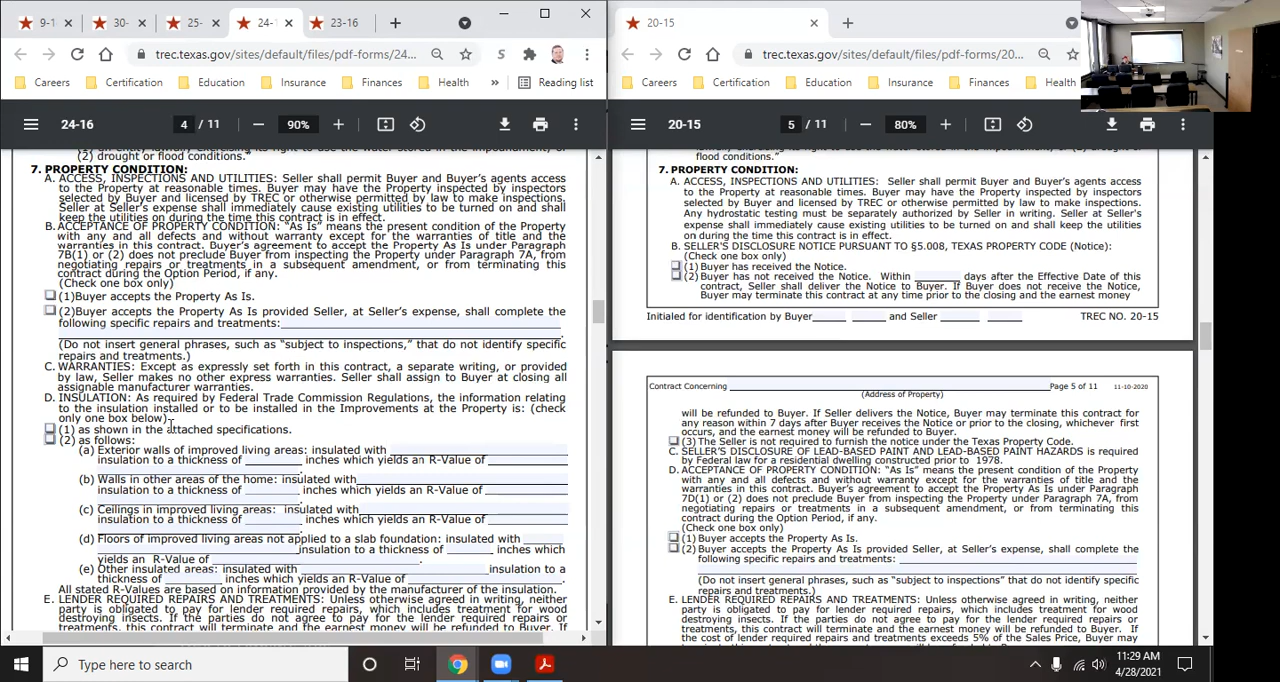 9-1
30-
25-
24-
23-16
20-15
trec.texas.gov/sites/default/files/pdf-forms/24...
trec.texas.gov/sites/default/files/pdf-forms/20...
Careers
Certification
Education
Insurance
Finances
Health
»
Reading list
Careers
Certification
Education
Insurance
Finances
Health
24-16
4 / 11
90%
20-15
5 / 11
80%
(2) drought or flood conditions."
7. PROPERTY CONDITION:
A. ACCESS, INSPECTIONS AND UTILITIES: Seller shall permit Buyer and Buyer's agents access
to the Property at reasonable times. Buyer may have the Property inspected by inspectors
selected by Buyer and licensed by TREC or otherwise permitted by law to make inspections.
Seller at Seller's expense shall immediately cause existing utilities to be turned on and shall
keep the utilities on during the time this contract is in effect.
B. ACCEPTANCE OF PROPERTY CONDITION: "As Is" means the present condition of the Property
with any and all defects and without warranty except for the warranties of title and the
warranties in this contract. Buyer's agreement to accept the Property As Is under Paragraph
7B(1) or (2) does not preclude Buyer from inspecting the Property under Paragraph 7A, from
negotiating repairs or treatments in a subsequent amendment, or from terminating this
contract during the Option Period, if any.
(Check one box only)
(1)Buyer accepts the Property As Is.
(2)Buyer accepts the Property As Is provided Seller, at Seller's expense, shall complete the
following specific repairs and treatments:
.
(Do not insert general phrases, such as "subject to inspections," that do not identify specific
repairs and treatments.)
C. WARRANTIES: Except as expressly set forth in this contract, a separate writing, or provided
by law, Seller makes no other express warranties. Seller shall assign to Buyer at closing all
assignable manufacturer warranties.
D. INSULATION: As required by Federal Trade Commission Regulations, the information relating
to the insulation installed or to be installed in the Improvements at the Property is: (check
only one box below)
(1) as shown in the attached specifications.
(2) as follows:
(a) Exterior walls of improved living areas: insulated with
insulation to a thickness of inches which yields an R-Value of
.
(b) Walls in other areas of the home: insulated with
insulation to a thickness of inches which yields an R-Value of
.
(c) Ceilings in improved living areas: insulated with
insulation to a thickness of inches which yields an R-Value of
.
(d) Floors of improved living areas not applied to a slab foundation: insulated with
insulation to a thickness of inches which
yields an R-Value of .
(e) Other insulated areas: insulated with insulation to a
thickness of inches which yields an R-Value of .
All stated R-Values are based on information provided by the manufacturer of the insulation.
E. LENDER REQUIRED REPAIRS AND TREATMENTS: Unless otherwise agreed in writing, neither
party is obligated to pay for lender required repairs, which includes treatment for wood
destroying insects. If the parties do not agree to pay for the lender required repairs or
treatments, this contract will terminate and the earnest money will be refunded to Buyer. If
flood conditions."
7. PROPERTY CONDITION:
A. ACCESS, INSPECTIONS AND UTILITIES: Seller shall permit Buyer and Buyer's agents access
to the Property at reasonable times. Buyer may have the Property inspected by inspectors
selected by Buyer and licensed by TREC or otherwise permitted by law to make inspections.
Any hydrostatic testing must be separately authorized by Seller in writing. Seller at Seller's
expense shall immediately cause existing utilities to be turned on and shall keep the utilities
on during the time this contract is in effect.
B. SELLER'S DISCLOSURE NOTICE PURSUANT TO §5.008, TEXAS PROPERTY CODE (Notice):
(Check one box only)
(1) Buyer has received the Notice.
(2) Buyer has not received the Notice. Within days after the Effective Date of this
contract, Seller shall deliver the Notice to Buyer. If Buyer does not receive the Notice,
Buyer may terminate this contract at any time prior to the closing and the earnest money
Initialed for identification by Buyer and Seller TREC NO. 20-15
Contract Concerning Page 5 of 11 11-10-2020
(Address of Property)
will be refunded to Buyer. If Seller delivers the Notice, Buyer may terminate this contract for
any reason within 7 days after Buyer receives the Notice or prior to the closing, whichever first
occurs, and the earnest money will be refunded to Buyer.
(3) The Seller is not required to furnish the notice under the Texas Property Code.
C. SELLER'S DISCLOSURE OF LEAD-BASED PAINT AND LEAD-BASED PAINT HAZARDS is required
by Federal law for a residential dwelling constructed prior to 1978.
D. ACCEPTANCE OF PROPERTY CONDITION: "As Is" means the present condition of the Property
with any and all defects and without warranty except for the warranties of title and the
warranties in this contract. Buyer's agreement to accept the Property As Is under Paragraph
7D(1) or (2) does not preclude Buyer from inspecting the Property under Paragraph 7A, from
negotiating repairs or treatments in a subsequent amendment, or from terminating this
contract during the Option Period, if any.
(Check one box only)
(1) Buyer accepts the Property As Is.
(2) Buyer accepts the Property As Is provided Seller, at Seller's expense, shall complete the
following specific repairs and treatments:
.
(Do not insert general phrases, such as "subject to inspections" that do not identify specific
repairs and treatments.)
E. LENDER REQUIRED REPAIRS AND TREATMENTS: Unless otherwise agreed in writing, neither
party is obligated to pay for lender required repairs, which includes treatment for wood
destroying insects. If the parties do not agree to pay for the lender required repairs or
treatments, this contract will terminate and the earnest money will be refunded to Buyer. If
the cost of lender required repairs and treatments exceeds 5% of the Sales Price, Buyer may
Type here to search
11:29 AM
4/28/2021